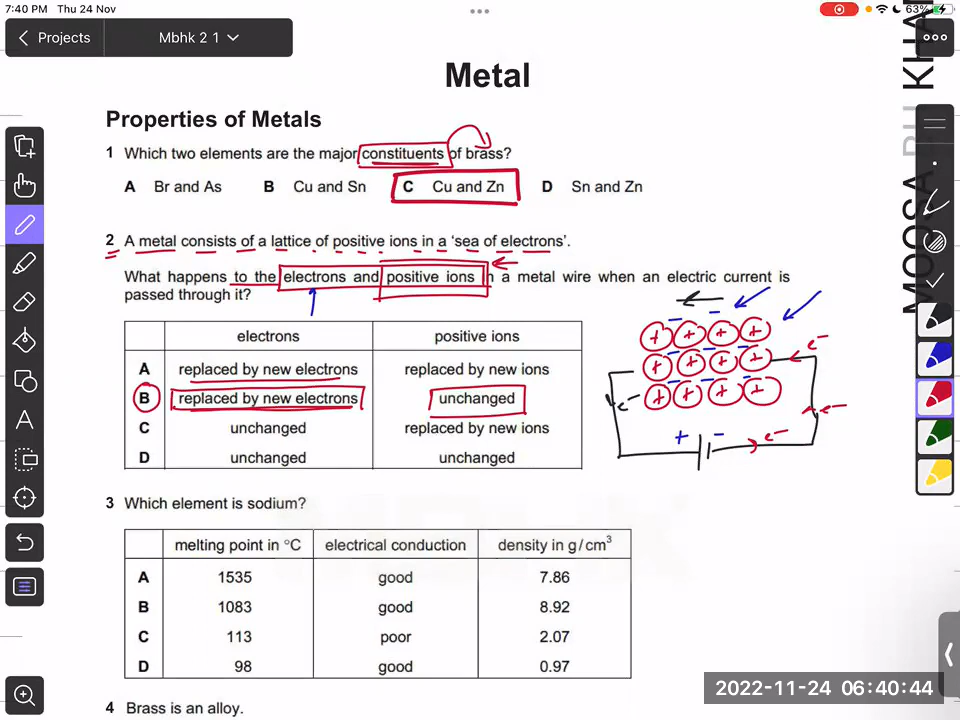 7:40 PM Thu 24 Nov
63%
Projects
Mbhk 2 1
Metal
Properties of Metals
1 Which two elements are the major constituents of brass?
A Br and As B Cu and Sn C Cu and Zn D Sn and Zn
2 A metal consists of a lattice of positive ions in a ‘sea of electrons’.
What happens to the electrons and positive ions in a metal wire when an electric current is
passed through it?
electrons positive ions
A replaced by new electrons replaced by new ions
B replaced by new electrons unchanged
C unchanged replaced by new ions
D unchanged unchanged
+ + + +
+ + + +
+ + + +
e-
e-
e-
+ - e-
3 Which element is sodium?
melting point in °C electrical conduction density in g/cm³
A 1535 good 7.86
B 1083 good 8.92
C 113 poor 2.07
D 98 good 0.97
4 Brass is an alloy.
2022-11-24 06:40:44
MOOSA
A